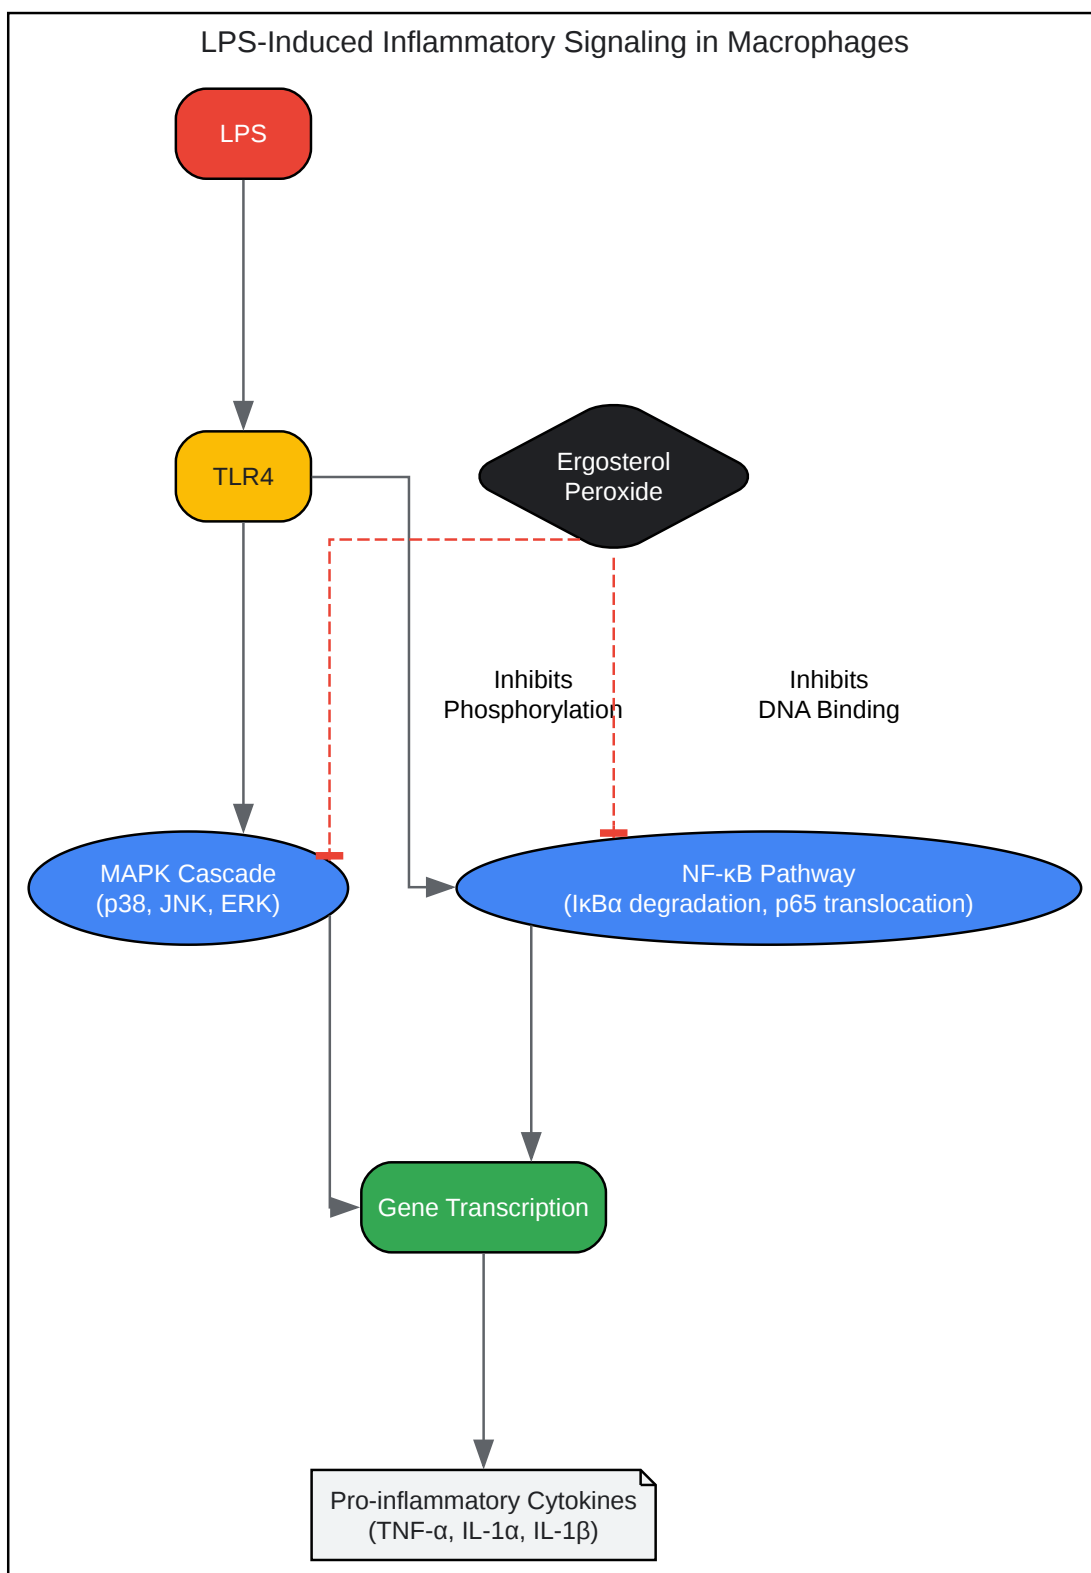 LPS-Induced Inflammatory Signaling in Macrophages
LPS
TLR4
Ergosterol
Peroxide
Inhibits
Phosphorylation
Inhibits
DNA Binding
MAPK Cascade
(p38, JNK, ERK)
NF-κB Pathway
(IκBα degradation, p65 translocation)
Gene Transcription
Pro-inflammatory Cytokines
(TNF-α, IL-1α, IL-1β)